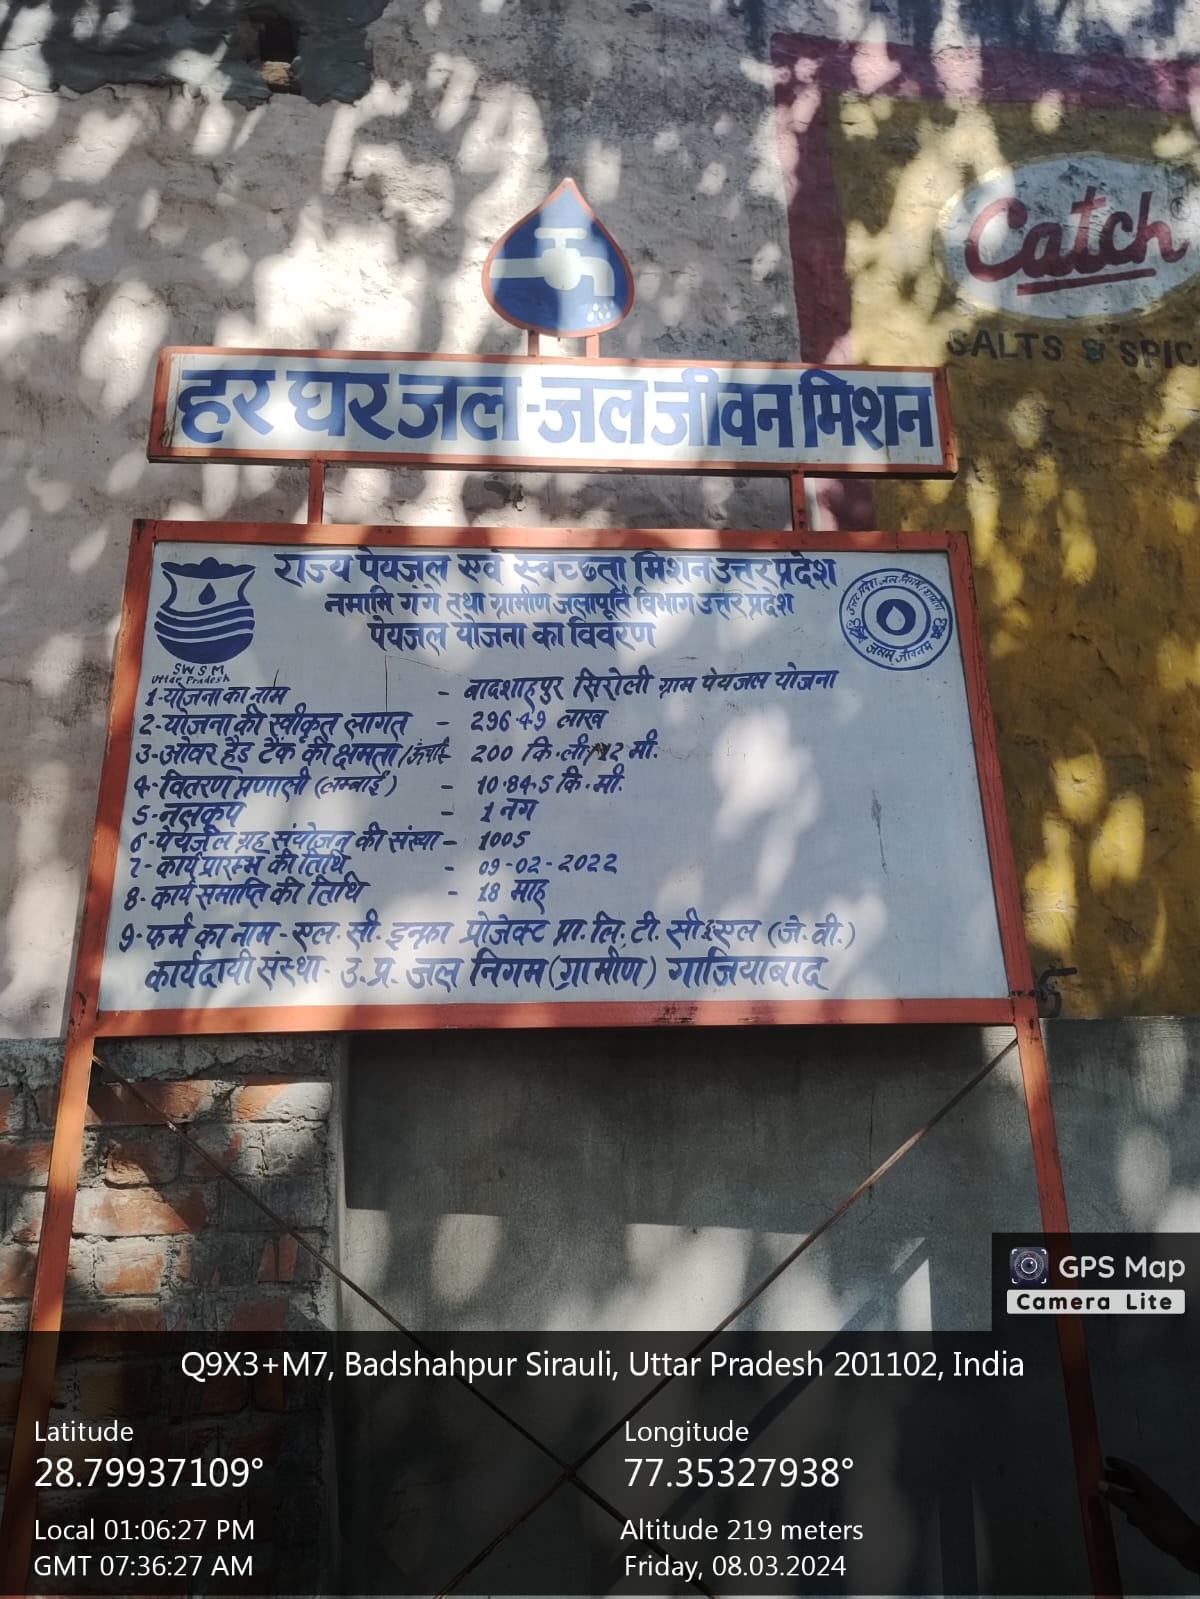 Catch
SALTS & SPIC
हर घर जल-जल जीवन मिशन
राज्य पेयजल एवं स्वच्छता मिशन उत्तर प्रदेश
नमामि गंगे तथा ग्रामीण जलापूर्ति विभाग उत्तर प्रदेश
पेयजल योजना का विवरण
SWSM
Uttar Pradesh
1-योजना का नाम - बादशाहपुर सिरोली ग्राम पेयजल योजना
2-योजना की स्वीकृत लागत - 296.49 लाख
3-ओवर हैड टैंक की क्षमता/ऊंचाई - 200 कि.ली./12 मी.
4-वितरण प्रणाली (लम्बाई) - 10.845 कि.मी.
5-नलकूप - 1 नग
6-पेयजल ग्रह संयोजन की संख्या - 1005
7-कार्य प्रारम्भ की तिथि - 09-02-2022
8-कार्य समाप्ति की तिथि - 18 माह
9-फर्म का नाम - एल.सी. इन्फ्रा प्रोजेक्ट प्रा.लि.टी.सी.एल (जे.वी.)
कार्यदायी संस्था- उ.प्र. जल निगम (ग्रामीण) गाजियाबाद
GPS Map
Camera Lite
Q9X3+M7, Badshahpur Sirauli, Uttar Pradesh 201102, India
Latitude
28.79937109°
Longitude
77.35327938°
Local 01:06:27 PM
GMT 07:36:27 AM
Altitude 219 meters
Friday, 08.03.2024